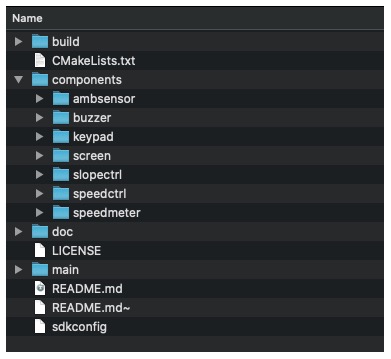 Name
build
CMakeLists.txt
components
ambsensor
buzzer
keypad
screen
slopectrl
speedctrl
speedmeter
doc
LICENSE
main
README.md
README.md~
sdkconfig